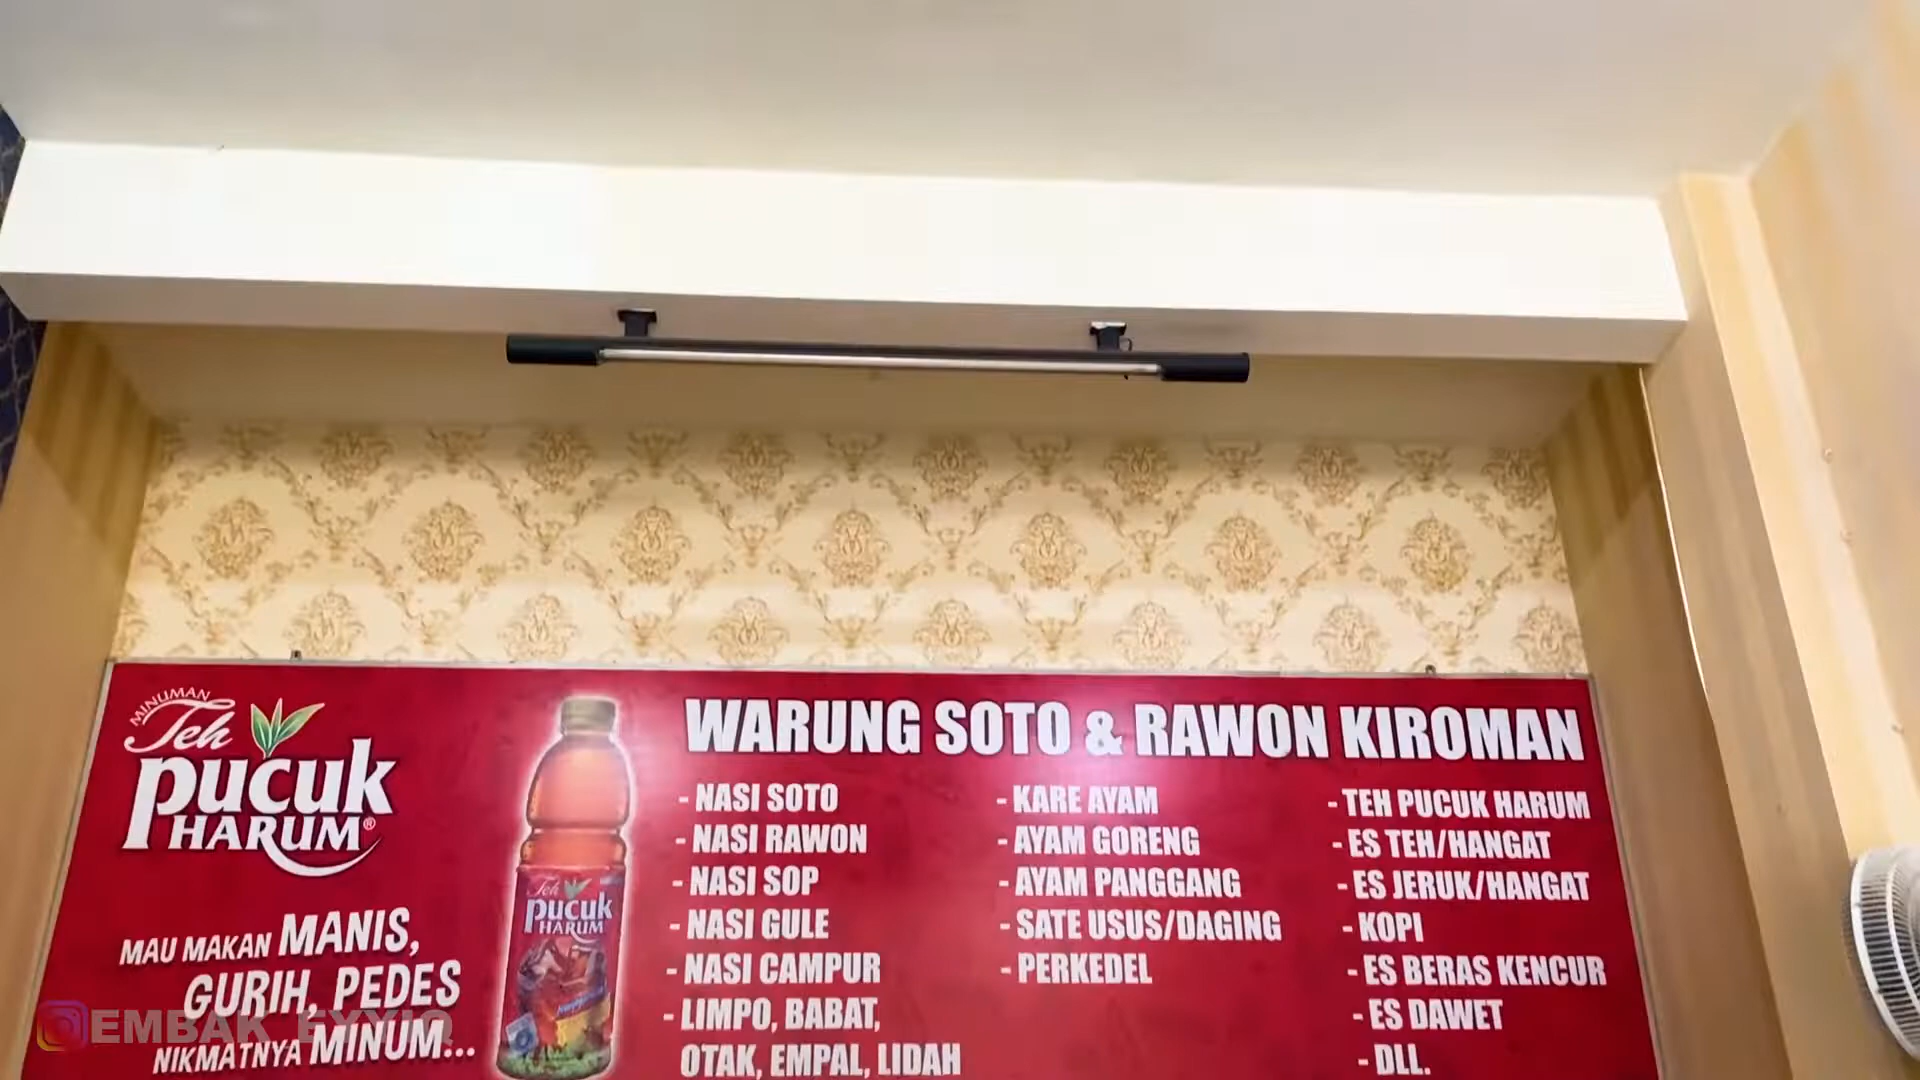 MINUMAN
Teh
pucuk
HARUM®
MAU MAKAN MANIS,
GURIH, PEDES
NIKMATNYA MINUM...
Teh
pucuk
HARUM
WARUNG SOTO & RAWON KIROMAN
- NASI SOTO
- NASI RAWON
- NASI SOP
- NASI GULE
- NASI CAMPUR
- LIMPO, BABAT,
OTAK, EMPAL, LIDAH
- KARE AYAM
- AYAM GORENG
- AYAM PANGGANG
- SATE USUS/DAGING
- PERKEDEL
- TEH PUCUK HARUM
- ES TEH/HANGAT
- ES JERUK/HANGAT
- KOPI
- ES BERAS KENCUR
- ES DAWET
- DLL.
EMBAK_EYYIQ